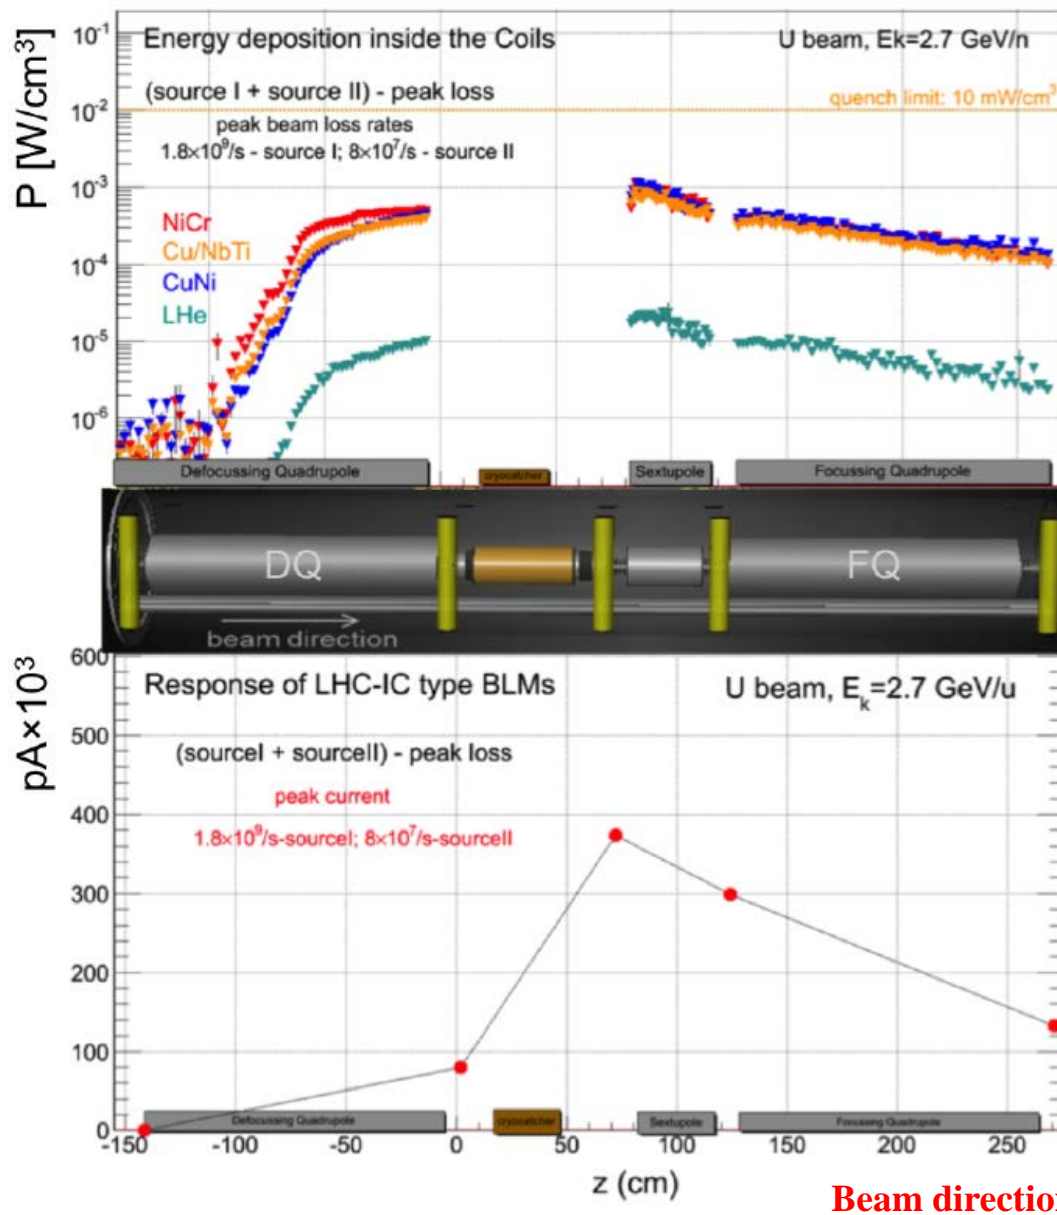 P [W/cm³]
10⁻¹
10⁻²
10⁻³
10⁻⁴
10⁻⁵
10⁻⁶
Energy deposition inside the Coils
U beam, Ek=2.7 GeV/n
(source I + source II) - peak loss
quench limit: 10 mW/cm³
peak beam loss rates
1.8×10⁹/s - source I; 8×10⁷/s - source II
NiCr
Cu/NbTi
CuNi
LHe
Defocussing Quadrupole
cryocatcher
Sextupole
Focussing Quadrupole
DQ
FQ
beam direction
pA×10³
600
500
400
300
200
100
0
Response of LHC-IC type BLMs
U beam, Eₖ=2.7 GeV/u
(sourceI + sourceII) - peak loss
peak current
1.8×10⁹/s-sourceI; 8×10⁷/s-sourceII
Defocussing Quadrupole
cryocatcher
Sextupole
Focussing Quadrupole
-150 -100 -50 0 50 100 150 200 250
z (cm)
Beam direction